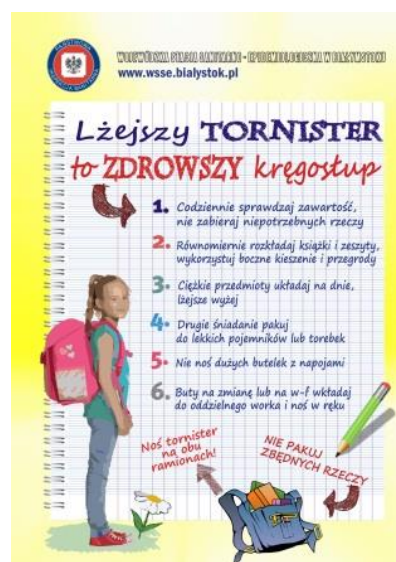 WOJEWÓDZKA STACJA SANITARNO - EPIDEMIOLOGICZNA W BIAŁYMSTOKU
www.wsse.bialystok.pl
Lżejszy TORNISTER
to ZDROWSZY kręgosłup
1. Codziennie sprawdzaj zawartość,
nie zabieraj niepotrzebnych rzeczy
2. Równomiernie rozkładaj książki i zeszyty,
wykorzystuj boczne kieszenie i przegrody
3. Ciężkie przedmioty układaj na dnie,
lżejsze wyżej
4. Drugie śniadanie pakuj
do lekkich pojemników lub torebek
5. Nie noś dużych butelek z napojami
6. Buty na zmianę lub na w-f wkładaj
do oddzielnego worka i noś w ręku
Noś tornister
na obu
ramionach!
NIE PAKUJ
ZBĘDNYCH RZECZY